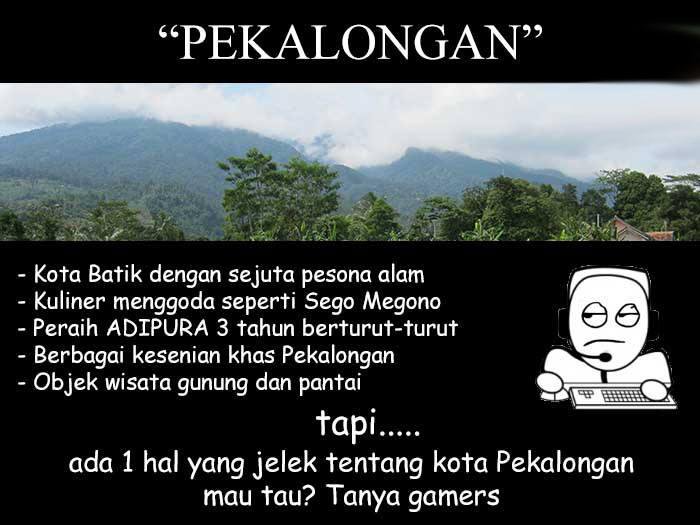 “PEKALONGAN”
- Kota Batik dengan sejuta pesona alam
- Kuliner menggoda seperti Sego Megono
- Peraih ADIPURA 3 tahun berturut-turut
- Berbagai kesenian khas Pekalongan
- Objek wisata gunung dan pantai
tapi.....
ada 1 hal yang jelek tentang kota Pekalongan
mau tau? Tanya gamers